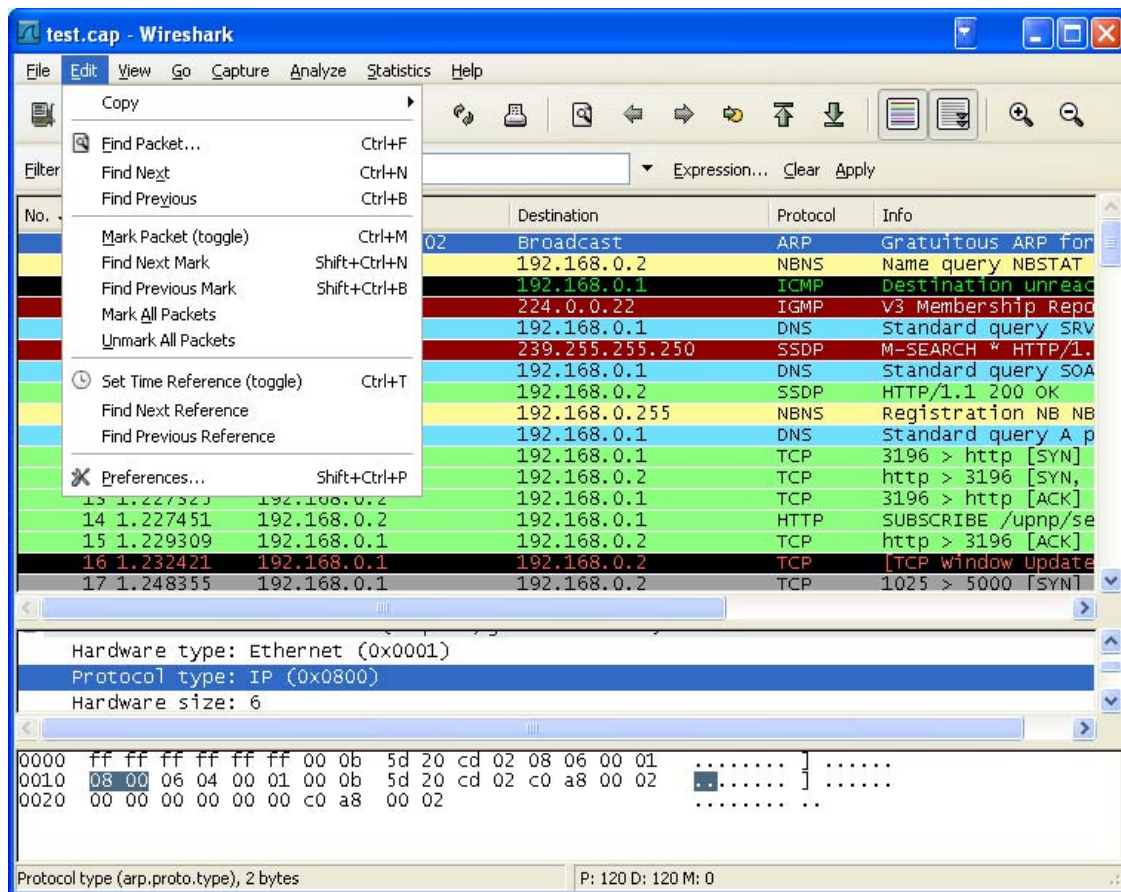 test.cap - Wireshark
File Edit View Go Capture Analyze Statistics Help
Copy
Find Packet... Ctrl+F
Find Next Ctrl+N
Find Previous Ctrl+B
Mark Packet (toggle) Ctrl+M
Find Next Mark Shift+Ctrl+N
Find Previous Mark Shift+Ctrl+B
Mark All Packets
Unmark All Packets
Set Time Reference (toggle) Ctrl+T
Find Next Reference
Find Previous Reference
Preferences... Shift+Ctrl+P
Filter Expression... Clear Apply
No. Destination Protocol Info
02 Broadcast ARP Gratuitous ARP for
192.168.0.2 NBNS Name query NBSTAT
192.168.0.1 ICMP Destination unreac
224.0.0.22 IGMP V3 Membership Repo
192.168.0.1 DNS Standard query SRV
239.255.255.250 SSDP M-SEARCH * HTTP/1.
192.168.0.1 DNS Standard query SOA
192.168.0.2 SSDP HTTP/1.1 200 OK
192.168.0.255 NBNS Registration NB NB
192.168.0.1 DNS Standard query A p
192.168.0.1 TCP 3196 > http [SYN]
192.168.0.2 TCP http > 3196 [SYN,
13 1.227325 192.168.0.2 192.168.0.1 TCP 3196 > http [ACK]
14 1.227451 192.168.0.2 192.168.0.1 HTTP SUBSCRIBE /upnp/se
15 1.229309 192.168.0.1 192.168.0.2 TCP http > 3196 [ACK]
16 1.232421 192.168.0.1 192.168.0.2 TCP [TCP Window Update
17 1.248355 192.168.0.1 192.168.0.2 TCP 1025 > 5000 [SYN]
Hardware type: Ethernet (0x0001)
Protocol type: IP (0x0800)
Hardware size: 6
0000 ff ff ff ff ff ff 00 0b 5d 20 cd 02 08 06 00 01 ........ ] ......
0010 08 00 06 04 00 01 00 0b 5d 20 cd 02 c0 a8 00 02 ........ ] ......
0020 00 00 00 00 00 00 c0 a8 00 02 ........ ..
Protocol type (arp.proto.type), 2 bytes P: 120 D: 120 M: 0